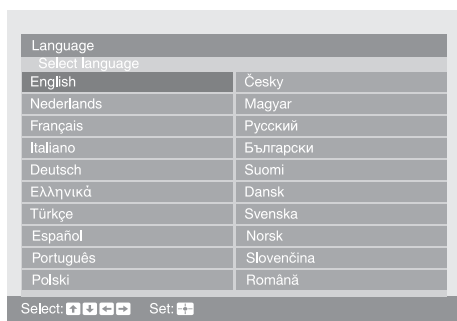 Language
Select language
English
Nederlands
Français
Italiano
Deutsch
Ελληνικά
Türkçe
Español
Português
Polski
Česky
Magyar
Русский
Български
Suomi
Dansk
Svenska
Norsk
Slovenčina
Română
Select: Set: